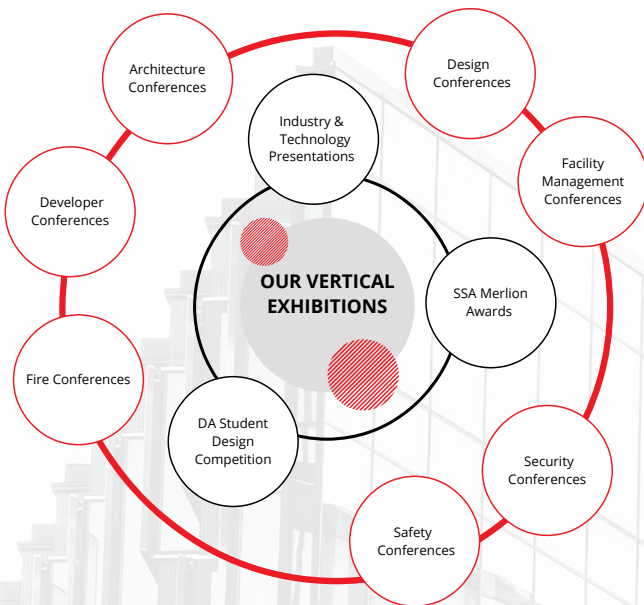 Architecture
Conferences
Design
Conferences
Industry &
Technology
Presentations
Facility
Management
Conferences
Developer
Conferences
OUR VERTICAL
EXHIBITIONS
SSA Merlion
Awards
Fire Conferences
DA Student
Design
Competition
Security
Conferences
Safety
Conferences